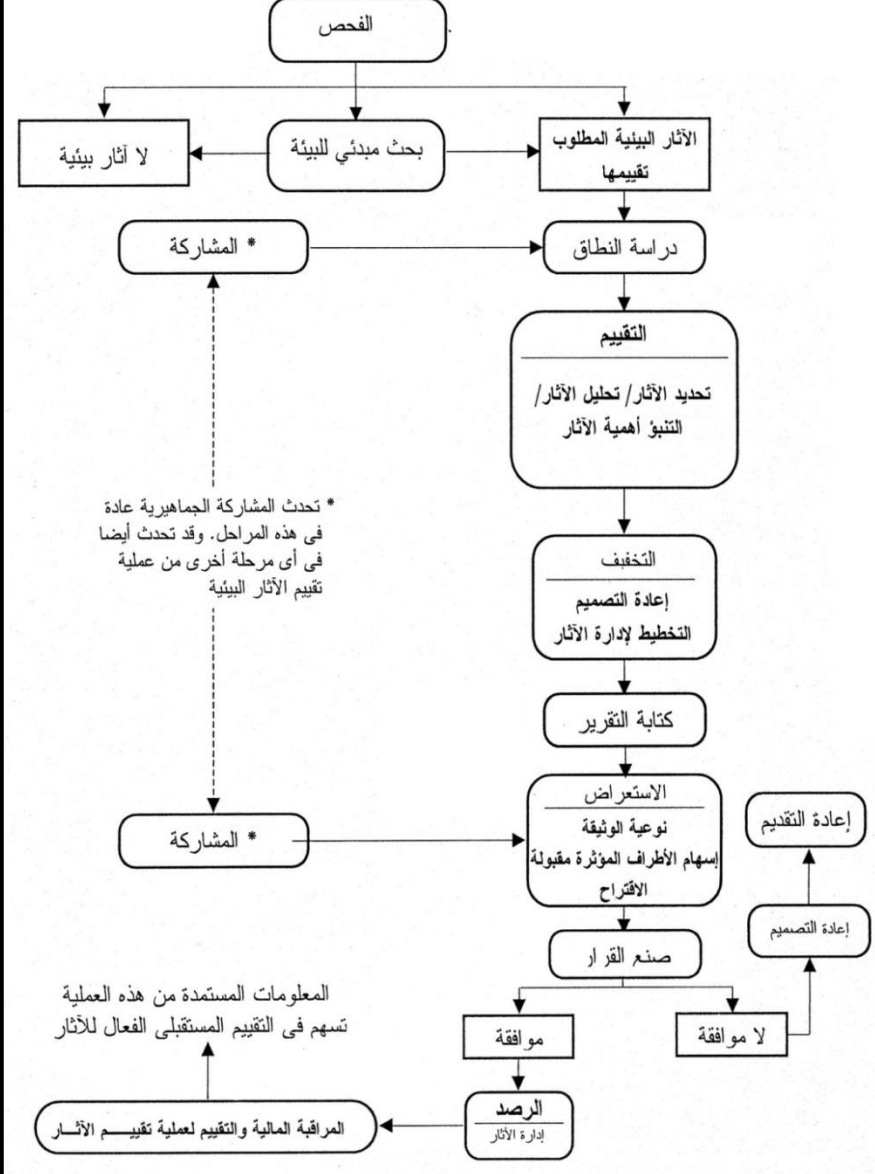 الفحص
الآثار البيئية المطلوب
تقييمها
بحث مبدئي للبيئة
لا آثار بيئية
دراسة النطاق
* المشاركة
التقييم
تحديد الآثار/ تحليل الآثار/
التنبؤ أهمية الآثار
* تحدث المشاركة الجماهيرية عادة
فى هذه المراحل. وقد تحدث أيضا
فى أى مرحلة أخرى من عملية
تقييم الآثار البيئية
التخفيف
إعادة التصميم
التخطيط لإدارة الآثار
كتابة التقرير
الاستعراض
نوعية الوثيقة
إسهام الأطراف المؤثرة مقبولة
الاقتراح
* المشاركة
إعادة التقديم
إعادة التصميم
صنع القرار
لا موافقة
موافقة
المعلومات المستمدة من هذه العملية
تسهم فى التقييم المستقبلى الفعال للآثار
الرصد
إدارة الآثار
المراقبة المالية والتقييم لعملية تقييـــــم الآثــار